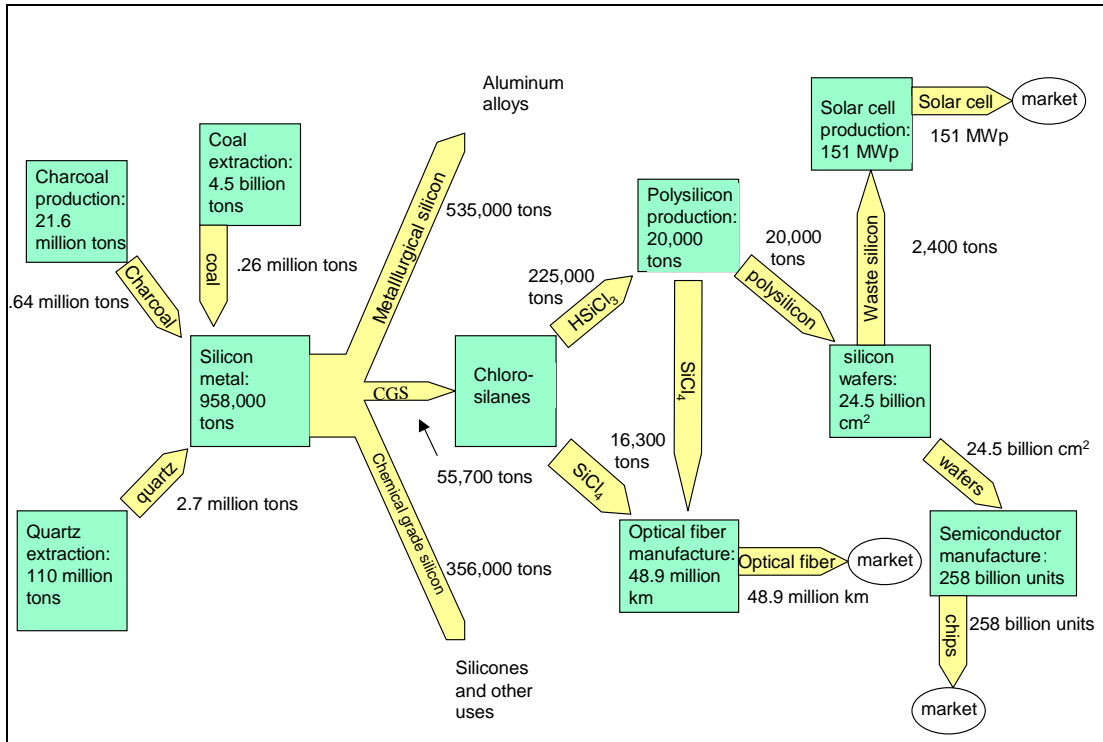 Aluminum
alloys
Solar cell
production:
151 MWp
Solar cell
market
151 MWp
Coal
extraction:
4.5 billion
tons
Charcoal
production:
21.6
million tons
Metalllurgical silicon
535,000 tons
Polysilicon
production:
20,000
tons
20,000
tons
polysilicon
Waste silicon
2,400 tons
coal
.26 million tons
Charcoal
.64 million tons
225,000
tons
HSiCl₃
Silicon
metal:
958,000
tons
CGS
Chloro-
silanes
SiCl₄
silicon
wafers:
24.5 billion
cm²
55,700 tons
16,300
tons
SiCl₄
24.5 billion cm²
wafers
quartz
2.7 million tons
Chemical grade silicon
356,000 tons
Quartz
extraction:
110 million
tons
Optical fiber
manufacture:
48.9 million
km
Optical fiber
market
48.9 million km
Semiconductor
manufacture:
258 billion units
chips
258 billion units
market
Silicones
and other
uses